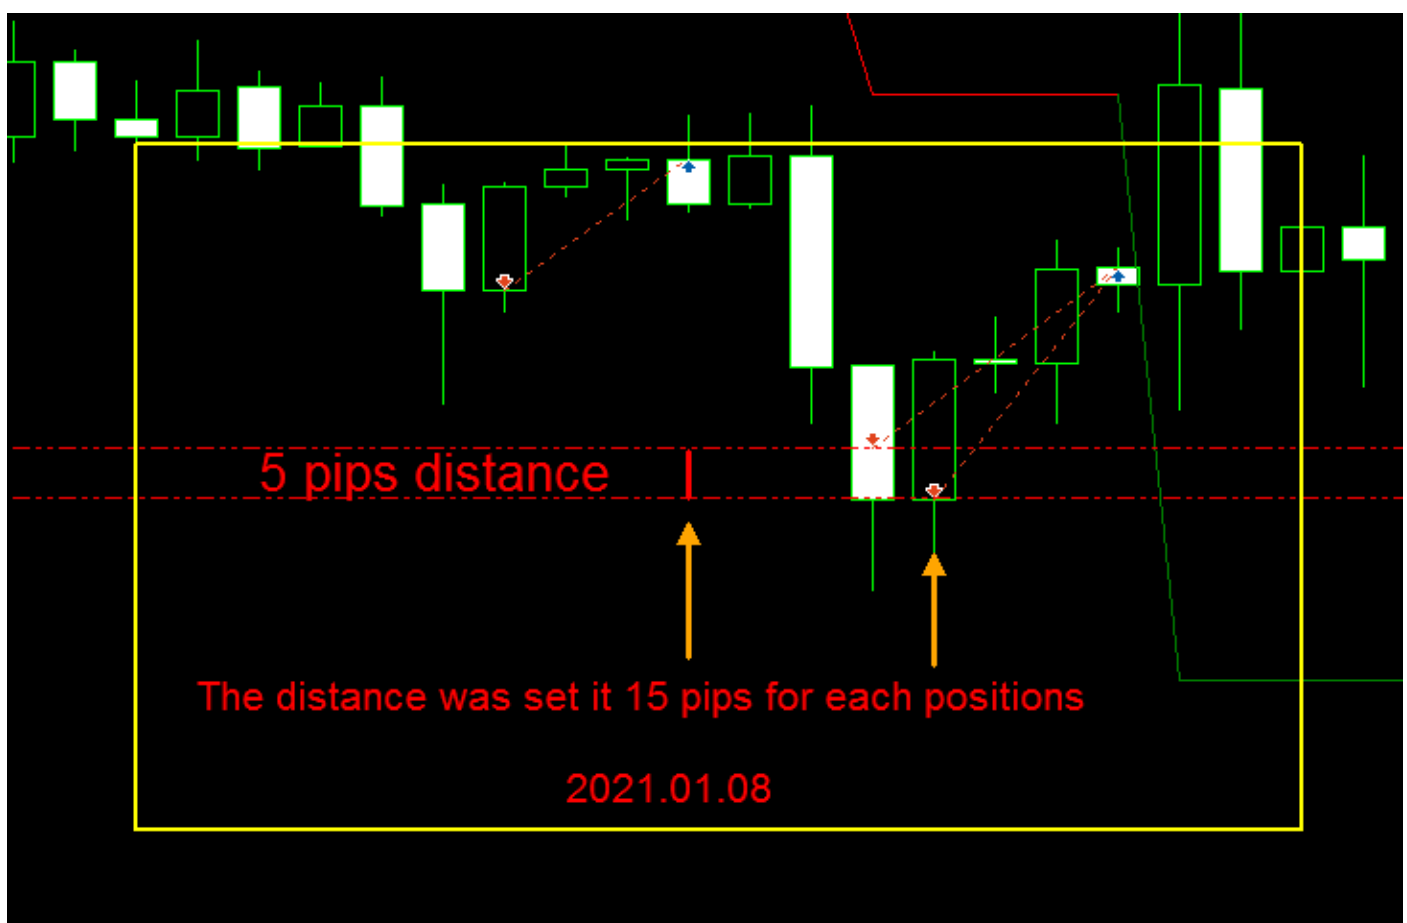 5 pips distance
The distance was set it 15 pips for each positions
2021.01.08